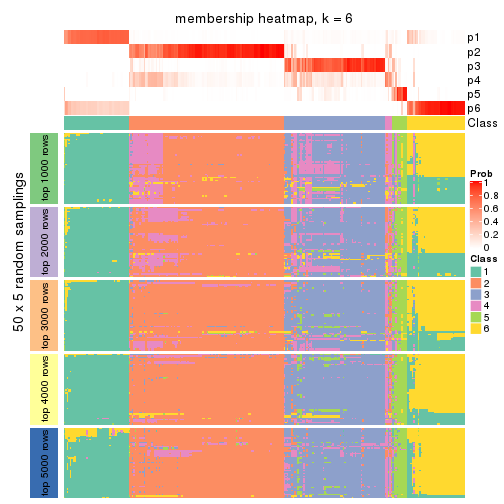 membership heatmap, k = 6
p1
p2
p3
p4
p5
p6
Class
50 x 5 random samplings
top 1000 rows
top 2000 rows
top 3000 rows
top 4000 rows
top 5000 rows
Prob
1
0.8
0.6
0.4
0.2
0
Class
1
2
3
4
5
6